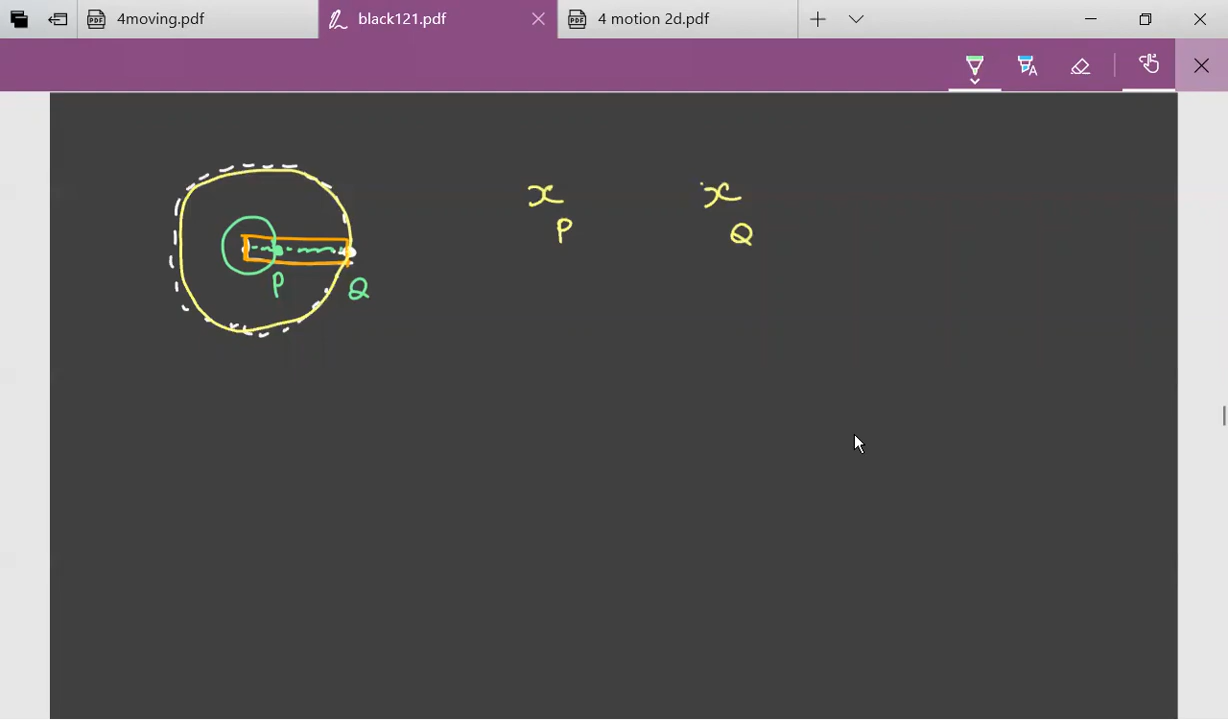 4moving.pdf
black121.pdf
4 motion 2d.pdf
x P
x Q
P Q